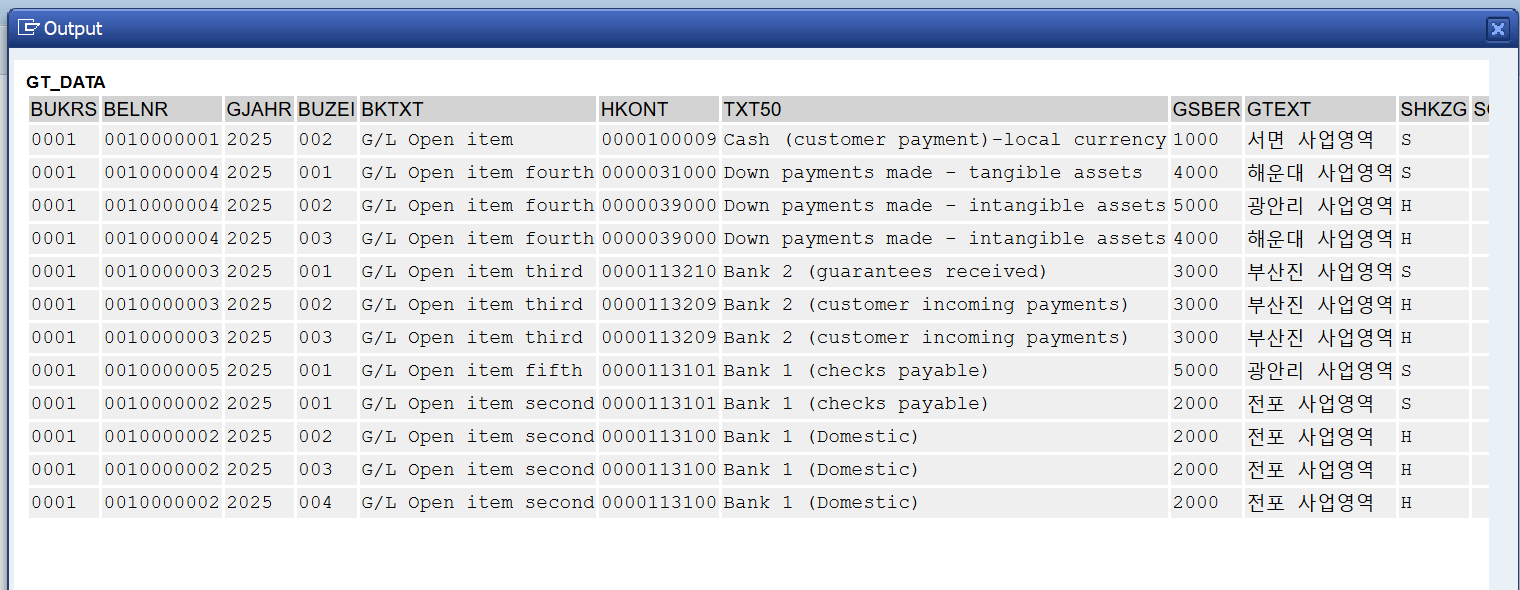 Output
GT_DATA
BUKRS BELNR GJAHR BUZEI BKTXT HKONT TXT50 GSBER GTEXT SHKZG
0001 0010000001 2025 002 G/L Open item 0000100009 Cash (customer payment)-local currency 1000 서면 사업영역 S
0001 0010000004 2025 001 G/L Open item fourth 0000031000 Down payments made - tangible assets 4000 해운대 사업영역 S
0001 0010000004 2025 002 G/L Open item fourth 0000039000 Down payments made - intangible assets 5000 광안리 사업영역 H
0001 0010000004 2025 003 G/L Open item fourth 0000039000 Down payments made - intangible assets 4000 해운대 사업영역 H
0001 0010000003 2025 001 G/L Open item third 0000113210 Bank 2 (guarantees received) 3000 부산진 사업영역 S
0001 0010000003 2025 002 G/L Open item third 0000113209 Bank 2 (customer incoming payments) 3000 부산진 사업영역 H
0001 0010000003 2025 003 G/L Open item third 0000113209 Bank 2 (customer incoming payments) 3000 부산진 사업영역 H
0001 0010000005 2025 001 G/L Open item fifth 0000113101 Bank 1 (checks payable) 5000 광안리 사업영역 S
0001 0010000002 2025 001 G/L Open item second 0000113101 Bank 1 (checks payable) 2000 전포 사업영역 S
0001 0010000002 2025 002 G/L Open item second 0000113100 Bank 1 (Domestic) 2000 전포 사업영역 H
0001 0010000002 2025 003 G/L Open item second 0000113100 Bank 1 (Domestic) 2000 전포 사업영역 H
0001 0010000002 2025 004 G/L Open item second 0000113100 Bank 1 (Domestic) 2000 전포 사업영역 H